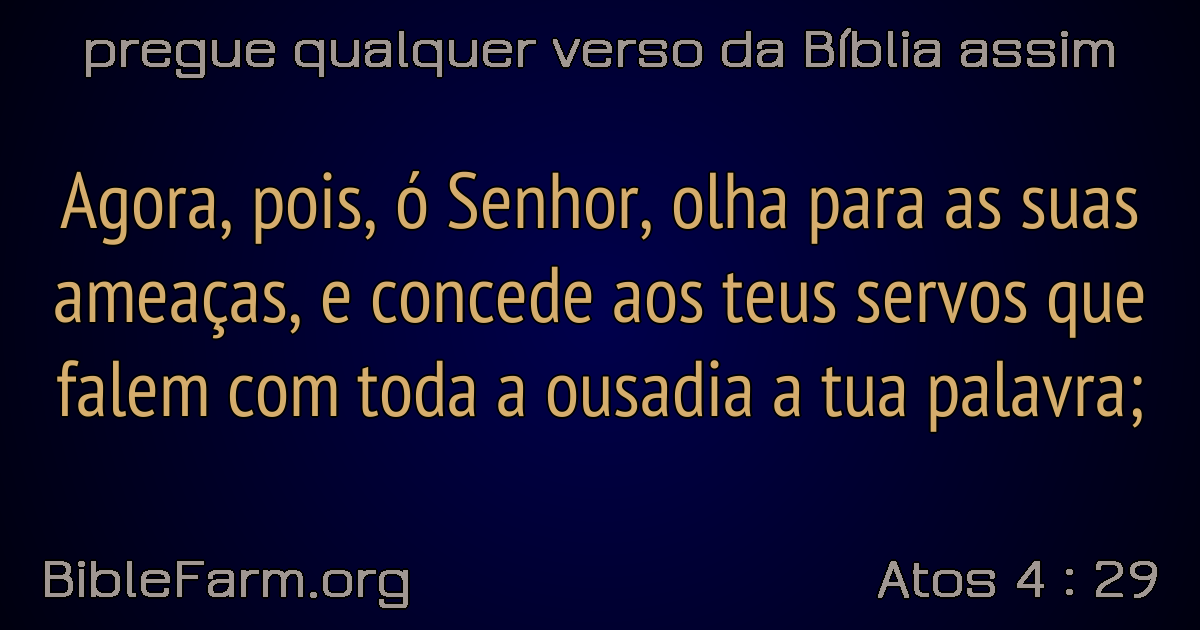 pregue qualquer verso da Bíblia assim
Agora, pois, ó Senhor, olha para as suas
ameaças, e concede aos teus servos que
falem com toda a ousadia a tua palavra;
BibleFarm.org
Atos 4 : 29